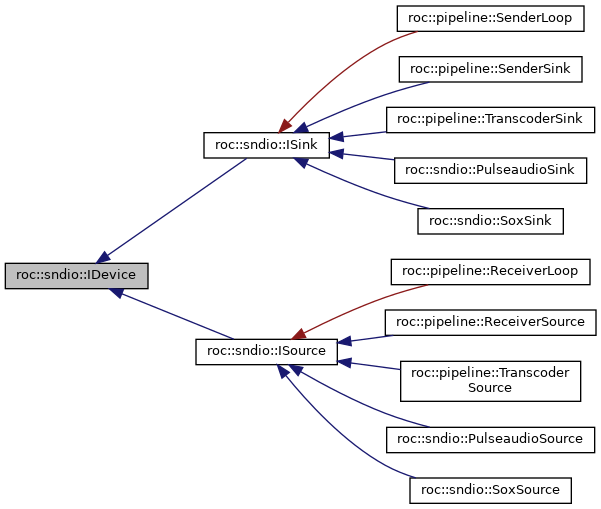 roc::pipeline::SenderLoop
roc::pipeline::SenderSink
roc::pipeline::TranscoderSink
roc::sndio::ISink
roc::sndio::PulseaudioSink
roc::sndio::SoxSink
roc::sndio::IDevice
roc::pipeline::ReceiverLoop
roc::pipeline::ReceiverSource
roc::sndio::ISource
roc::pipeline::Transcoder
Source
roc::sndio::PulseaudioSource
roc::sndio::SoxSource